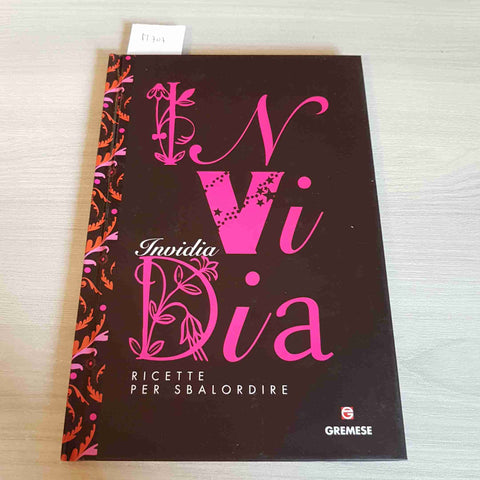 IN
Vi
Invidia
Dia
RICETTE
PER SBALORDIRE
G
GREMESE